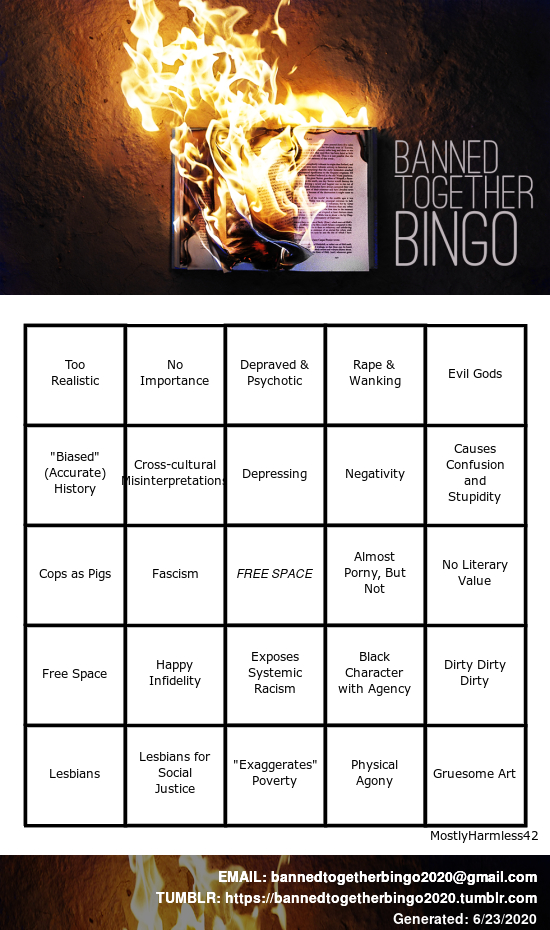 BANNED
TOGETHER
BINGO
Too
Realistic
No
Importance
Depraved &
Psychotic
Rape &
Wanking
Evil Gods
"Biased"
(Accurate)
History
Cross-cultural
Misinterpretations
Depressing
Negativity
Causes
Confusion
and
Stupidity
Cops as Pigs
Fascism
FREE SPACE
Almost
Porny, But
Not
No Literary
Value
Free Space
Happy
Infidelity
Exposes
Systemic
Racism
Black
Character
with Agency
Dirty Dirty
Dirty
Lesbians
Lesbians for
Social
Justice
"Exaggerates"
Poverty
Physical
Agony
Gruesome Art
MostlyHarmless42
EMAIL: bannedtogetherbingo2020@gmail.com
TUMBLR: https://bannedtogetherbingo2020.tumblr.com
Generated: 6/23/2020